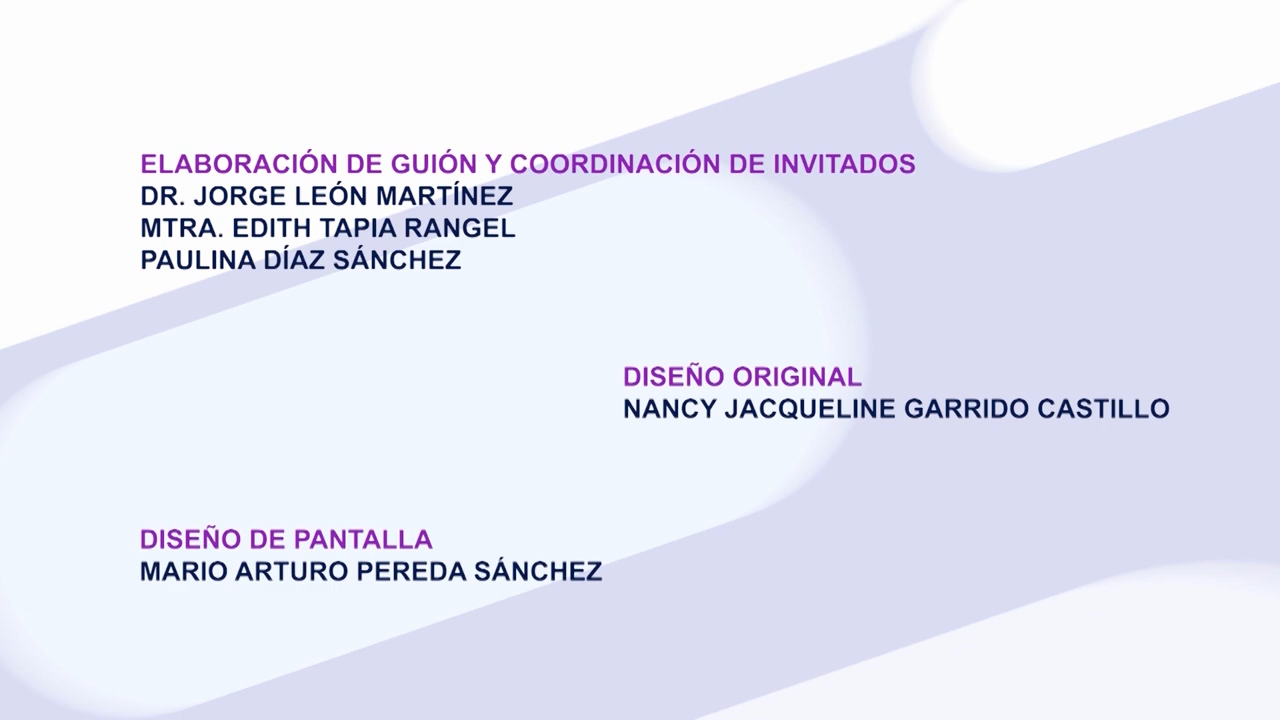 ELABORACIÓN DE GUIÓN Y COORDINACIÓN DE INVITADOS
DR. JORGE LEÓN MARTÍNEZ
MTRA. EDITH TAPIA RANGEL
PAULINA DÍAZ SÁNCHEZ
DISEÑO ORIGINAL
NANCY JACQUELINE GARRIDO CASTILLO
DISEÑO DE PANTALLA
MARIO ARTURO PEREDA SÁNCHEZ